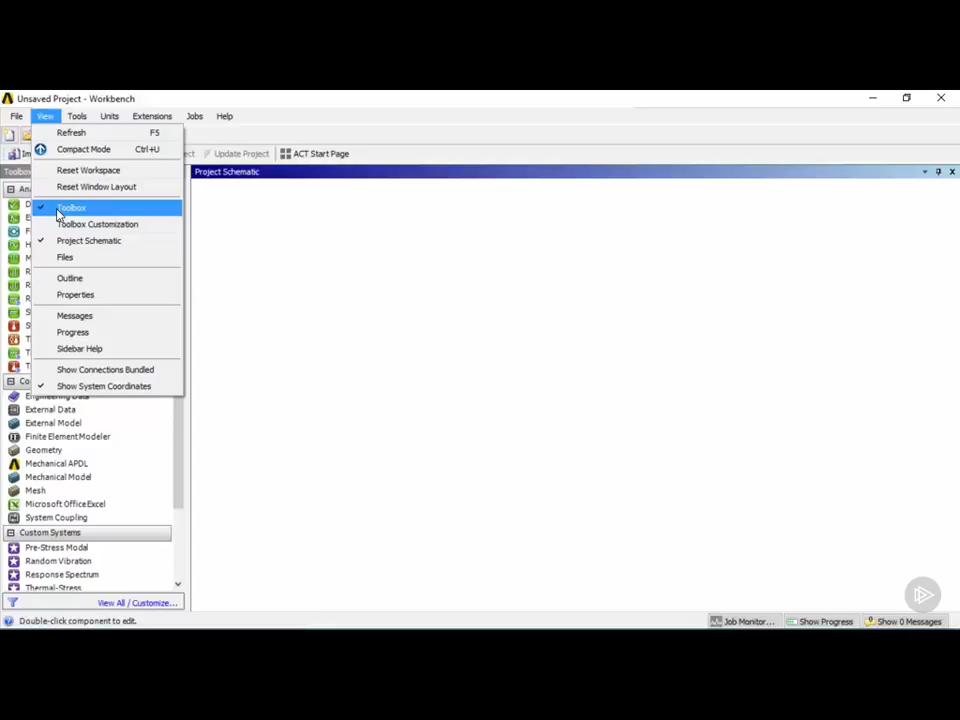 Unsaved Project - Workbench
File View Tools Units Extensions Jobs Help
Refresh F5
Compact Mode Ctrl+U
Update Project ACT Start Page
Reset Workspace
Project Schematic
Reset Window Layout
Toolbox
Toolbox Customization
Project Schematic
Files
Outline
Properties
Messages
Progress
Sidebar Help
Show Connections Bundled
Show System Coordinates
Engineering Data
External Data
External Model
Finite Element Modeler
Geometry
Mechanical APDL
Mechanical Model
Mesh
Microsoft Office Excel
System Coupling
Custom Systems
Pre-Stress Modal
Random Vibration
Response Spectrum
Thermal-Stress
View All / Customize...
Double-click component to edit.
Job Monitor... Show Progress Show 0 Messages